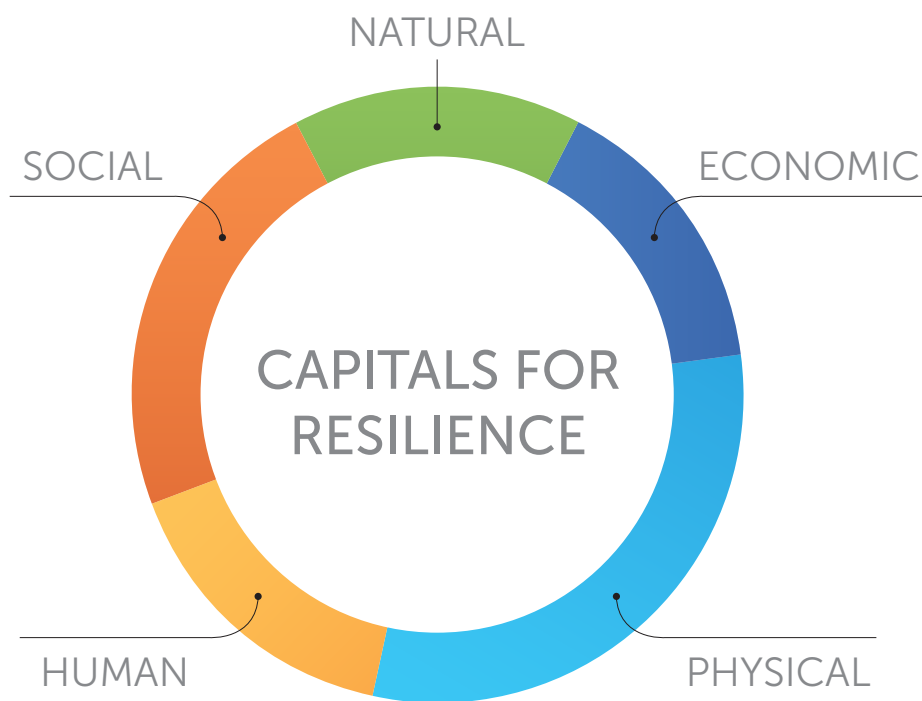 NATURAL
SOCIAL
ECONOMIC
CAPITALS FOR
RESILIENCE
HUMAN
PHYSICAL